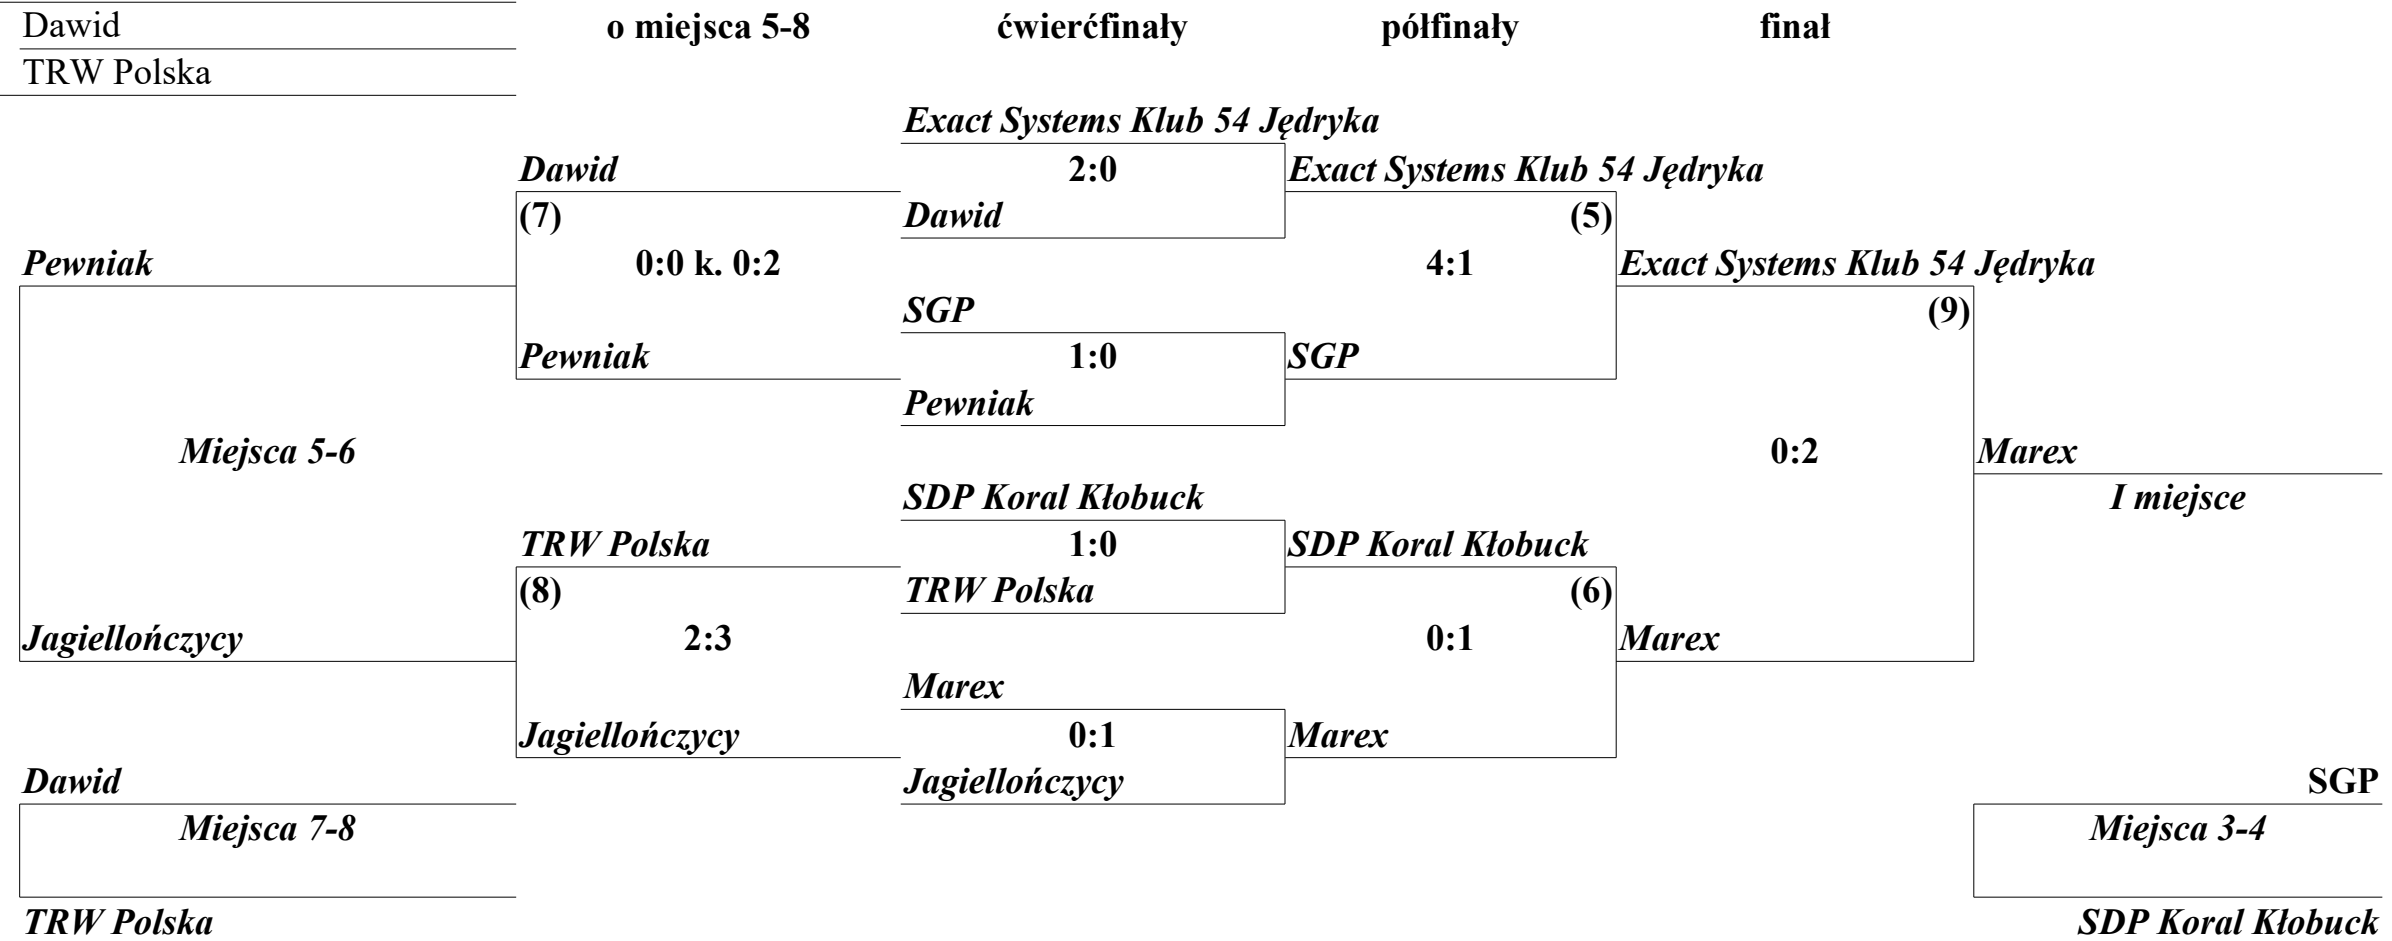 Dawid
o miejsca 5-8
ćwierćfinały
półfinały
finał
TRW Polska
Exact Systems Klub 54 Jędryka
Dawid
2:0
Exact Systems Klub 54 Jędryka
(7)
Dawid
(5)
Pewniak
0:0 k. 0:2
4:1
Exact Systems Klub 54 Jędryka
SGP
(9)
Pewniak
1:0
SGP
Pewniak
Miejsca 5-6
0:2
Marex
SDP Koral Kłobuck
I miejsce
TRW Polska
1:0
SDP Koral Kłobuck
(8)
TRW Polska
(6)
Jagiellończycy
2:3
0:1
Marex
Marex
Jagiellończycy
0:1
Marex
Dawid
Jagiellończycy
SGP
Miejsca 7-8
Miejsca 3-4
TRW Polska
SDP Koral Kłobuck